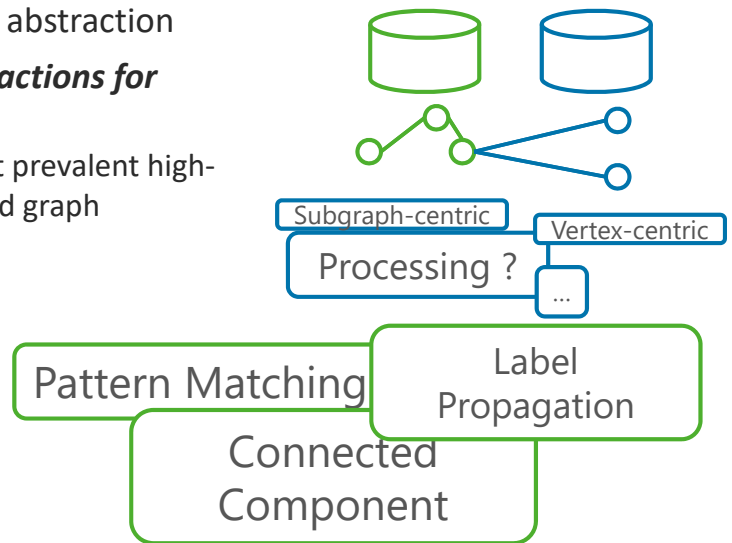 abstraction
actions for
t prevalent high-
d graph
Subgraph-centric
Vertex-centric
Processing ?
...
Pattern Matching
Label
Propagation
Connected
Component